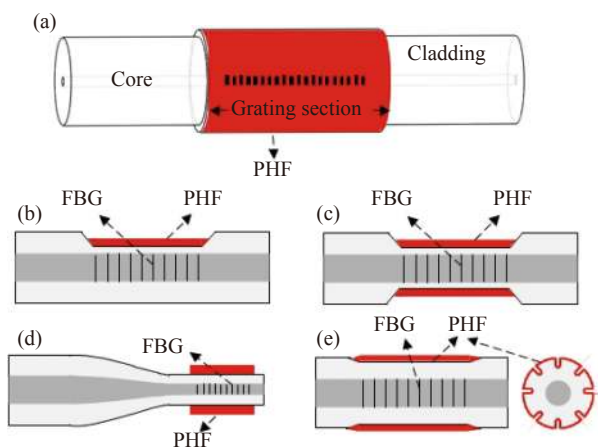 (a)
Core
Cladding
Grating section
PHF
(b)
FBG
PHF
(c)
FBG
PHF
(d)
FBG
PHF
(e)
FBG
PHF